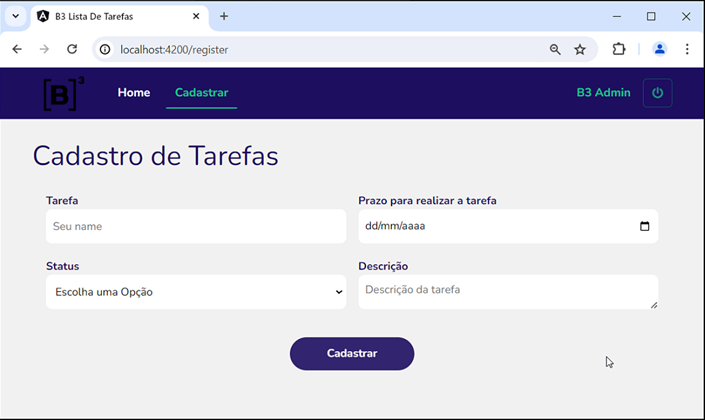 B3 Lista De Tarefas
localhost:4200/register
[B]³
Home
Cadastrar
B3 Admin
Cadastro de Tarefas
Tarefa
Prazo para realizar a tarefa
Seu name
dd/mm/aaaa
Status
Descrição
Escolha uma Opção
Descrição da tarefa
Cadastrar